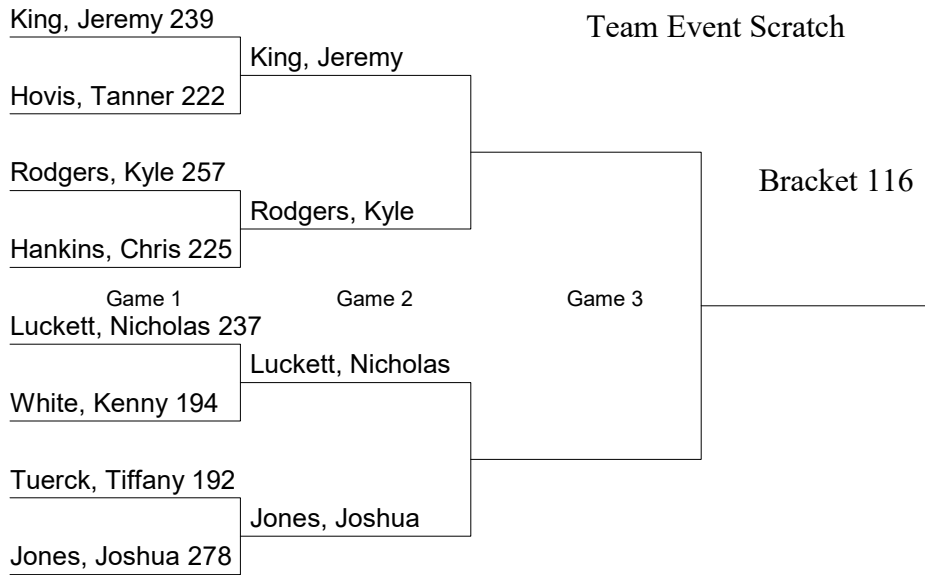 King, Jeremy 239
Team Event Scratch
King, Jeremy
Hovis, Tanner 222
Rodgers, Kyle 257
Bracket 116
Rodgers, Kyle
Hankins, Chris 225
Game 1
Game 2
Game 3
Luckett, Nicholas 237
Luckett, Nicholas
White, Kenny 194
Tuerck, Tiffany 192
Jones, Joshua
Jones, Joshua 278